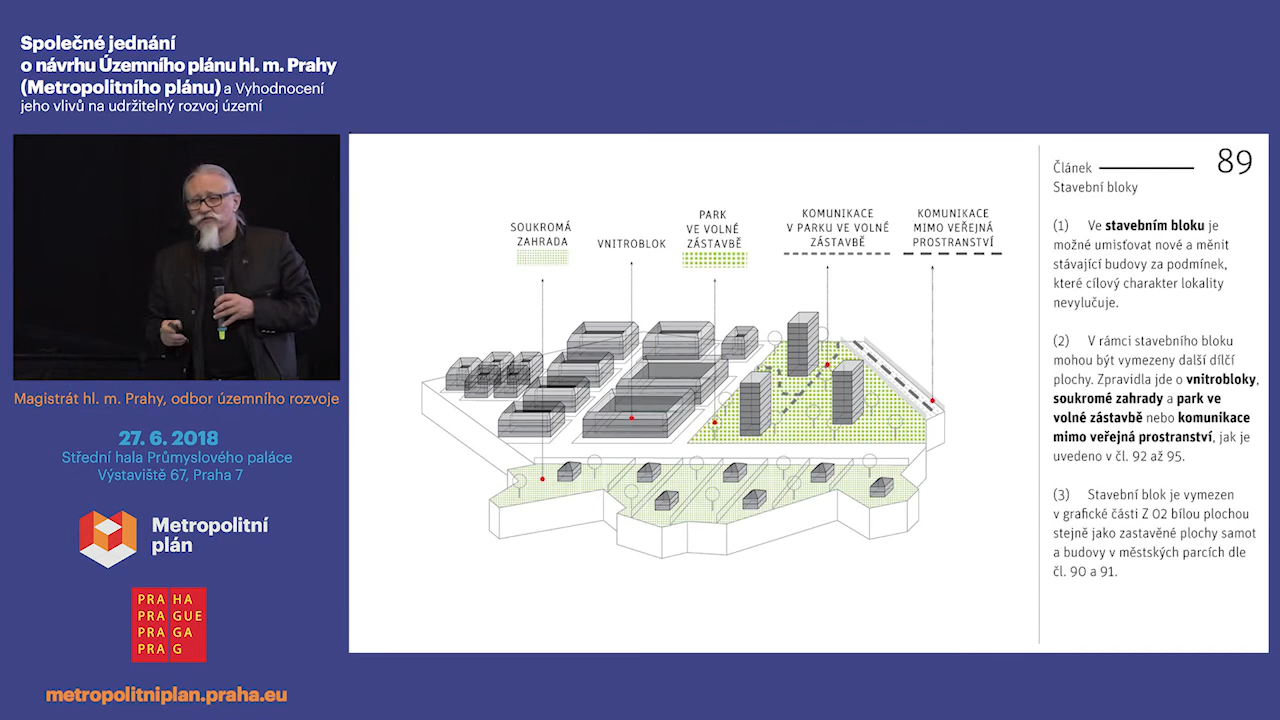 Společné jednání
o návrhu Územního plánu hl. m. Prahy
(Metropolitního plánu) a Vyhodnocení
jeho vlivů na udržitelný rozvoj území
Magistrát hl. m. Prahy, odbor územního rozvoje
27. 6. 2018
Střední hala Průmyslového paláce
Výstaviště 67, Praha 7
Metropolitní
plán
PRA HA
PRA GUE
PRA GA
PRA G
metropolitniplan.praha.eu
SOUKROMÁ
ZAHRADA
VNITROBLOK
PARK
VE VOLNÉ
ZÁSTAVBĚ
KOMUNIKACE
V PARKU VE VOLNÉ
ZÁSTAVBĚ
KOMUNIKACE
MIMO VEŘEJNÁ
PROSTRANSTVÍ
Článek 89
Stavební bloky
(1) Ve stavebním bloku je
možné umisťovat nové a měnit
stávající budovy za podmínek,
které cílový charakter lokality
nevylučuje.
(2) V rámci stavebního bloku
mohou být vymezeny další dílčí
plochy. Zpravidla jde o vnitrobloky,
soukromé zahrady a park ve
volné zástavbě nebo komunikace
mimo veřejná prostranství, jak je
uvedeno v čl. 92 až 95.
(3) Stavební blok je vymezen
v grafické části Z 02 bílou plochou
stejně jako zastavěné plochy samot
a budovy v městských parcích dle
čl. 90 a 91.